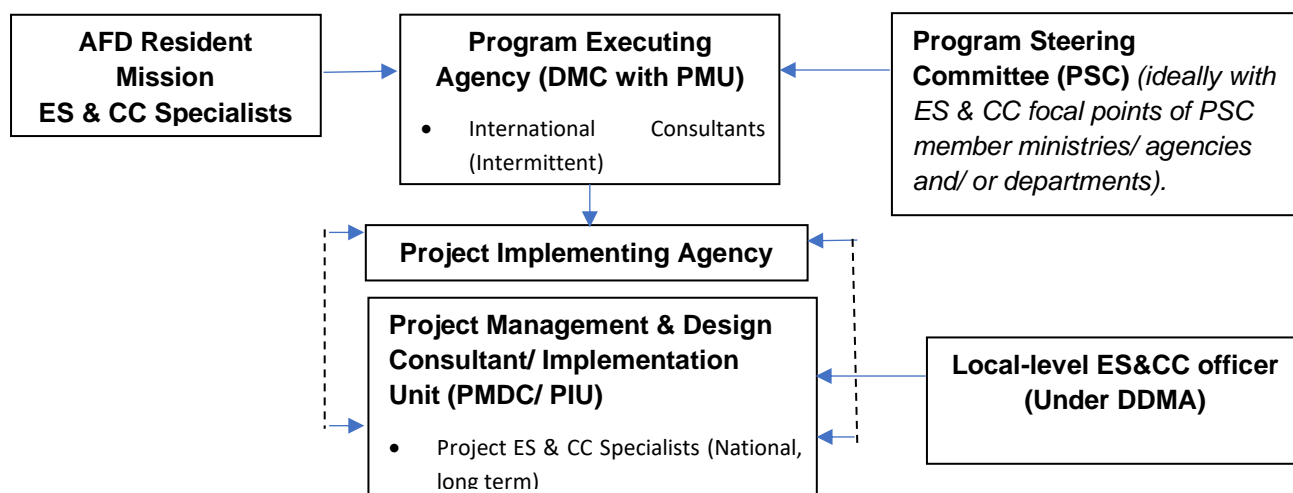 AFD Resident
Mission
ES & CC Specialists
Program Executing
Agency (DMC with PMU)
• International Consultants
(Intermittent)
Program Steering
Committee (PSC) (ideally with
ES & CC focal points of PSC
member ministries/ agencies
and/ or departments).
Project Implementing Agency
Project Management & Design
Consultant/ Implementation
Unit (PMDC/ PIU)
• Project ES & CC Specialists (National,
long term)
Local-level ES&CC officer
(Under DDMA)